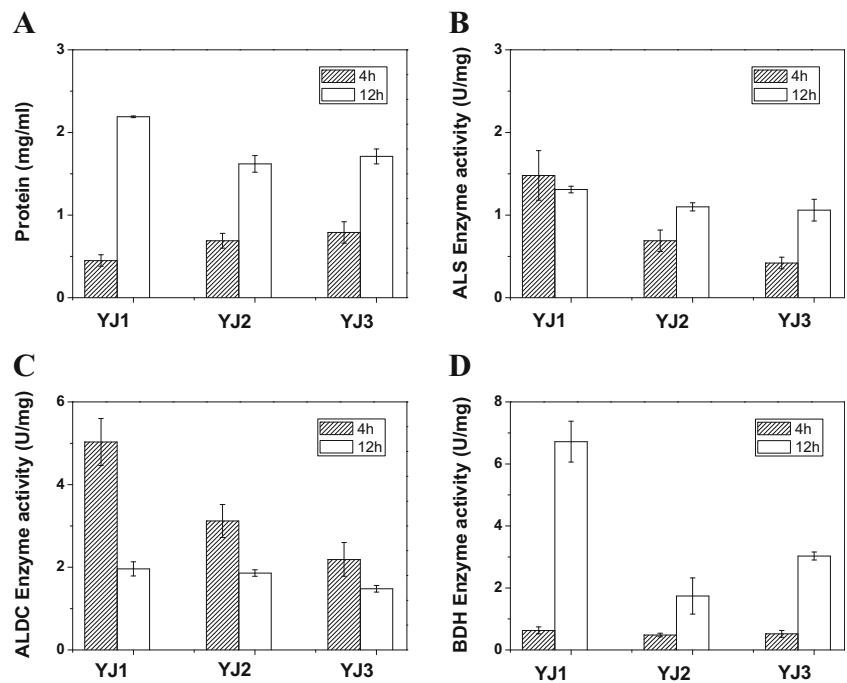 A
Protein (mg/ml)
3
2
1
0
4h
12h
YJ1
YJ2
YJ3
B
ALS Enzyme activity (U/mg)
3
2
1
0
4h
12h
YJ1
YJ2
YJ3
C
ALDC Enzyme activity (U/mg)
6
4
2
0
4h
12h
YJ1
YJ2
YJ3
D
BDH Enzyme activity (U/mg)
8
6
4
2
0
4h
12h
YJ1
YJ2
YJ3